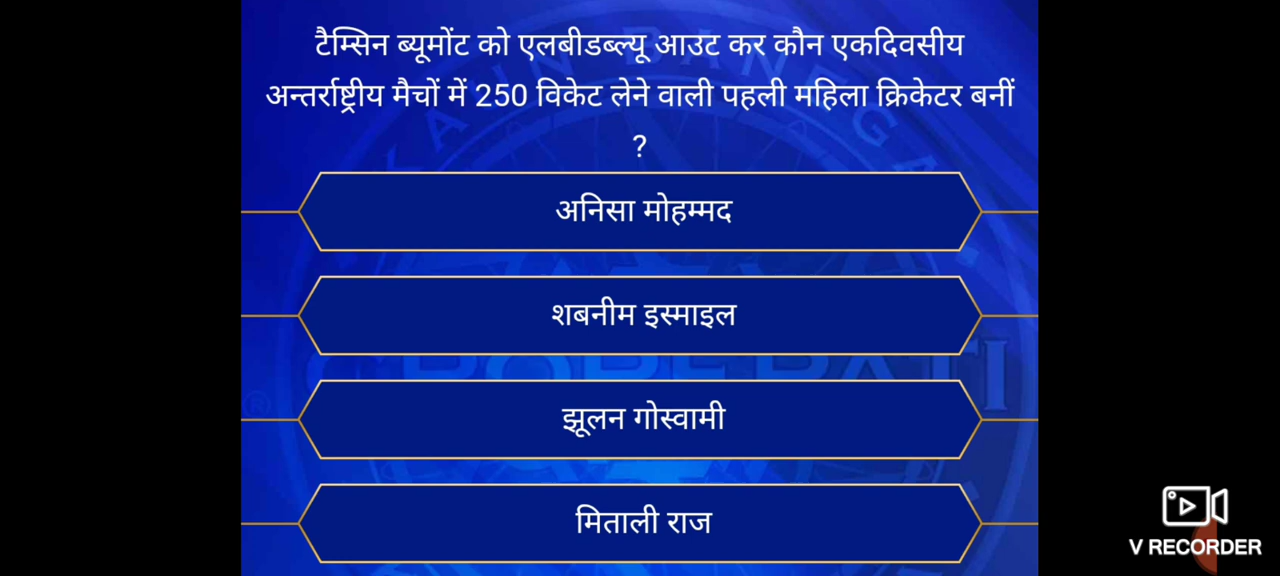 टैम्सिन ब्यूमोंट को एलबीडब्ल्यू आउट कर कौन एकदिवसीय
अन्तर्राष्ट्रीय मैचों में 250 विकेट लेने वाली पहली महिला क्रिकेटर बनीं
?
अनिसा मोहम्मद
शबनीम इस्माइल
झूलन गोस्वामी
मिताली राज
V RECORDER